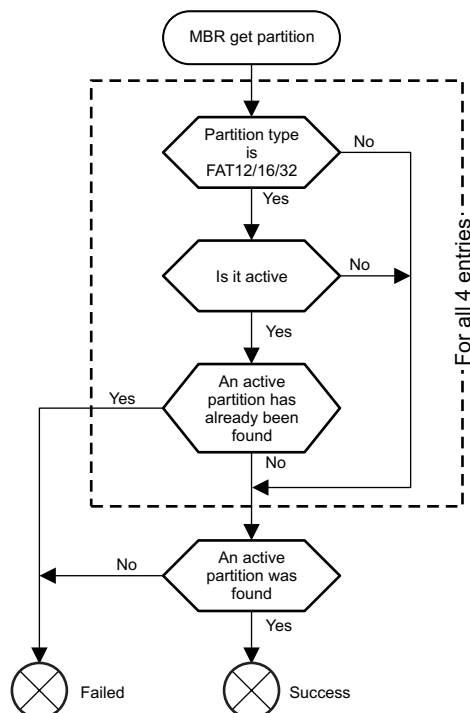 MBR get partition
Partition type
is
FAT12/16/32
No
Yes
Is it active
No
Yes
For all 4 entries
An active
partition has
already been
found
Yes
No
An active
partition was
found
No
Yes
Failed
Success